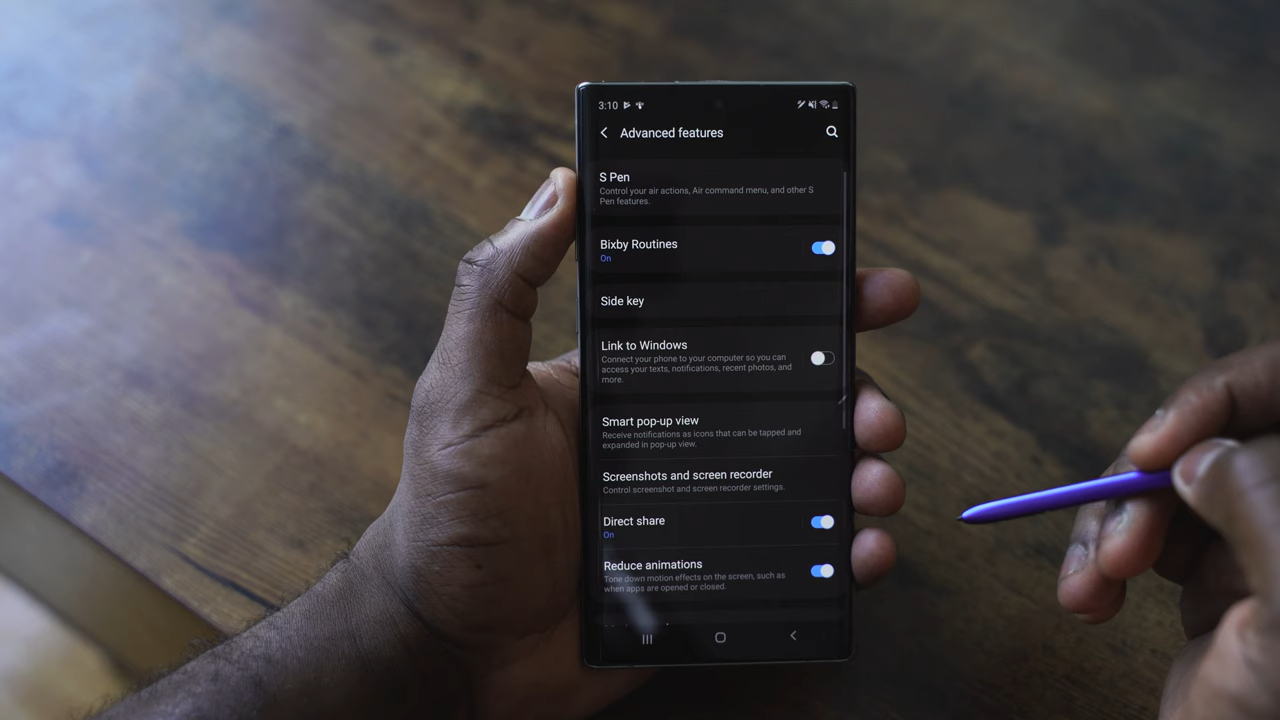 3:10
Advanced features
S Pen
Control your air actions, Air command menu, and other S
Pen features.
Bixby Routines
On
Side key
Link to Windows
Connect your phone to your computer so you can
access your texts, notifications, recent photos, and
more.
Smart pop-up view
Receive notifications as icons that can be tapped and
expanded in pop-up view.
Screenshots and screen recorder
Control screenshot and screen recorder settings.
Direct share
On
Reduce animations
Tone down motion effects on the screen, such as
when apps are opened or closed.